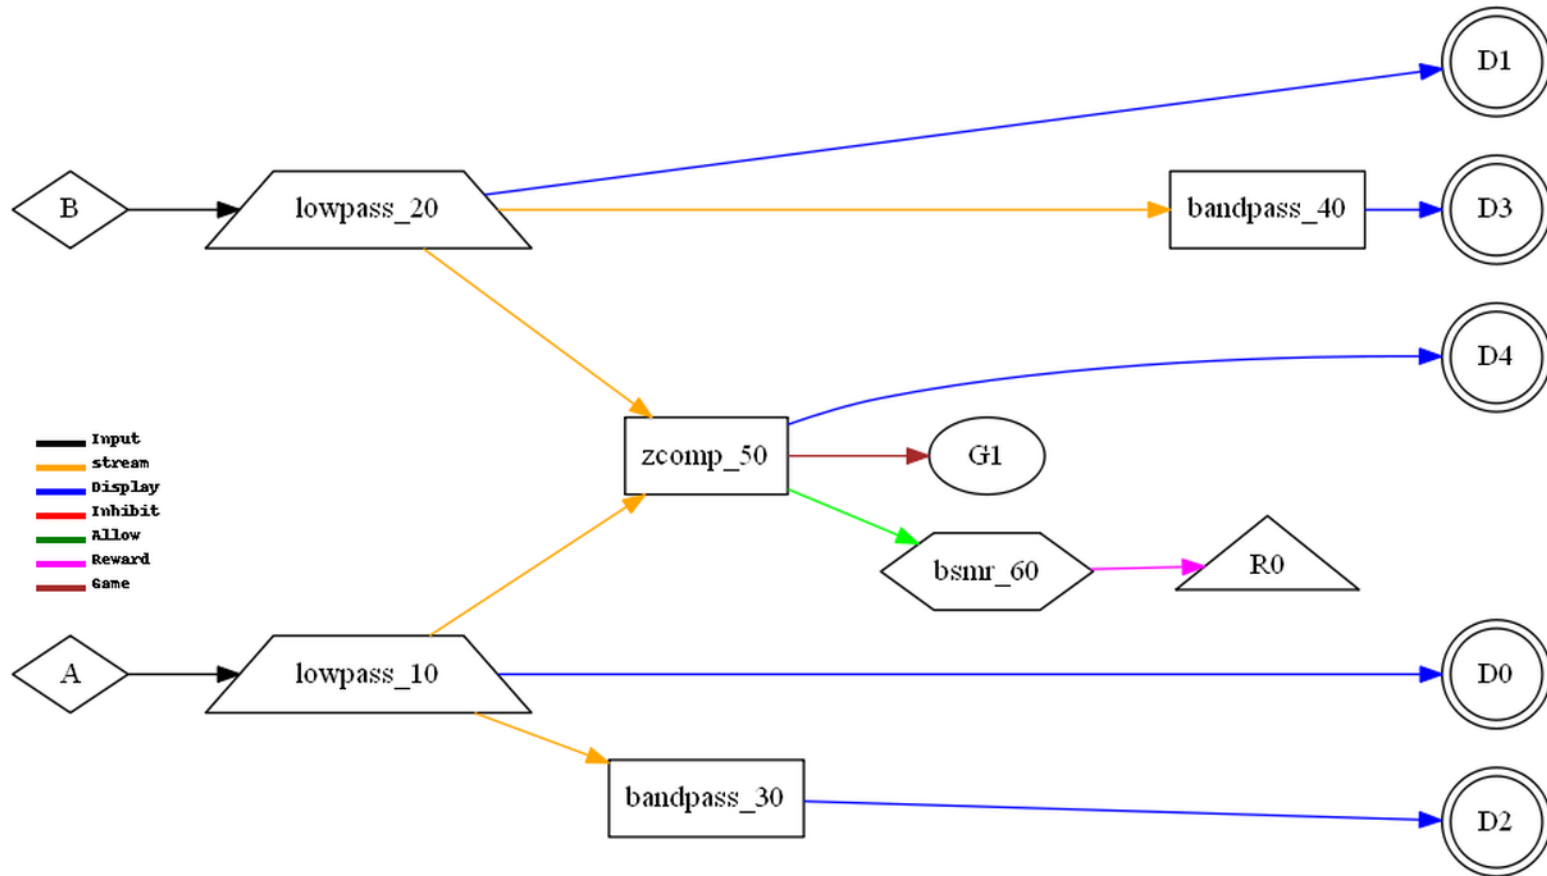 D1
B
lowpass_20
bandpass_40
D3
D4
zcomp_50
G1
Input
stream
Display
Inhibit
Allow
Reward
Game
bsmr_60
R0
A
lowpass_10
D0
bandpass_30
D2